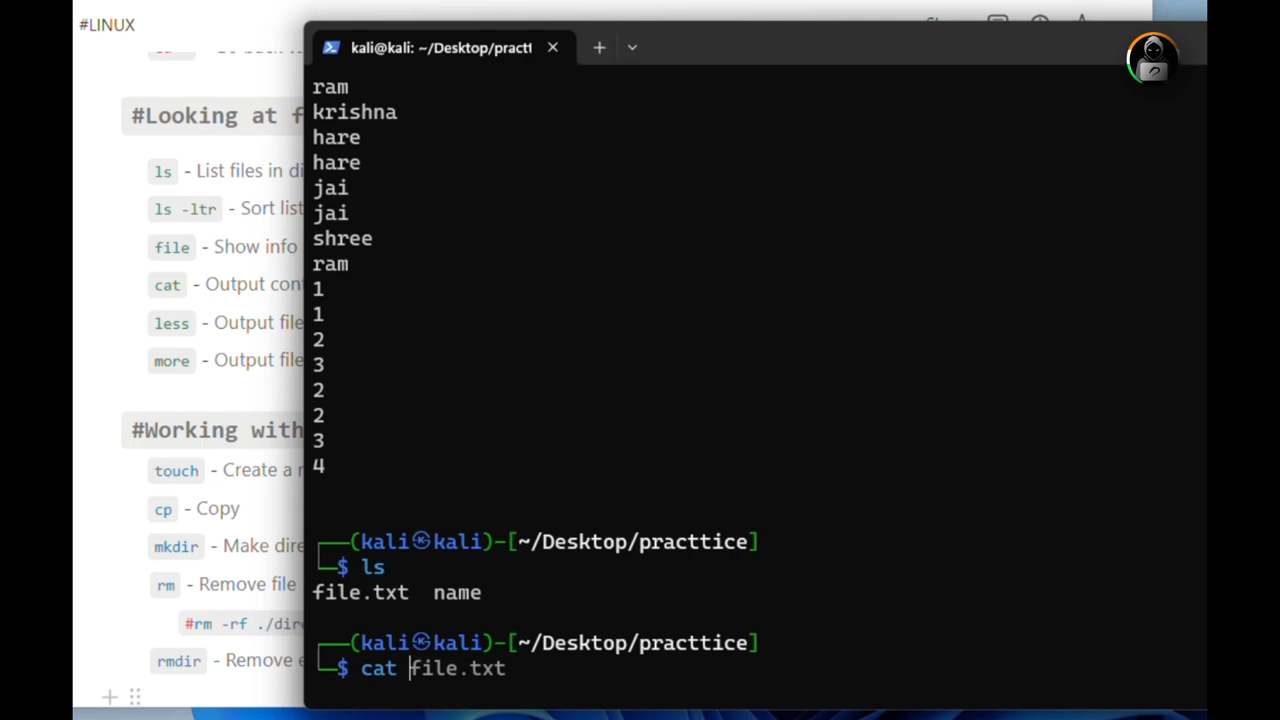 #LINUX
kali@kali: ~/Desktop/pract
#Looking at f
ls - List files in di
ls -ltr - Sort list
file - Show info
cat - Output con
less - Output file
more - Output file
#Working with
touch - Create a n
cp - Copy
mkdir - Make dire
rm - Remove file
#rm -rf ./dire
rmdir - Remove e
ram
krishna
hare
hare
jai
jai
shree
ram
1
1
2
3
2
2
3
4
(kali㉿kali)-[~/Desktop/practtice]
$ ls
file.txt name
(kali㉿kali)-[~/Desktop/practtice]
$ cat file.txt